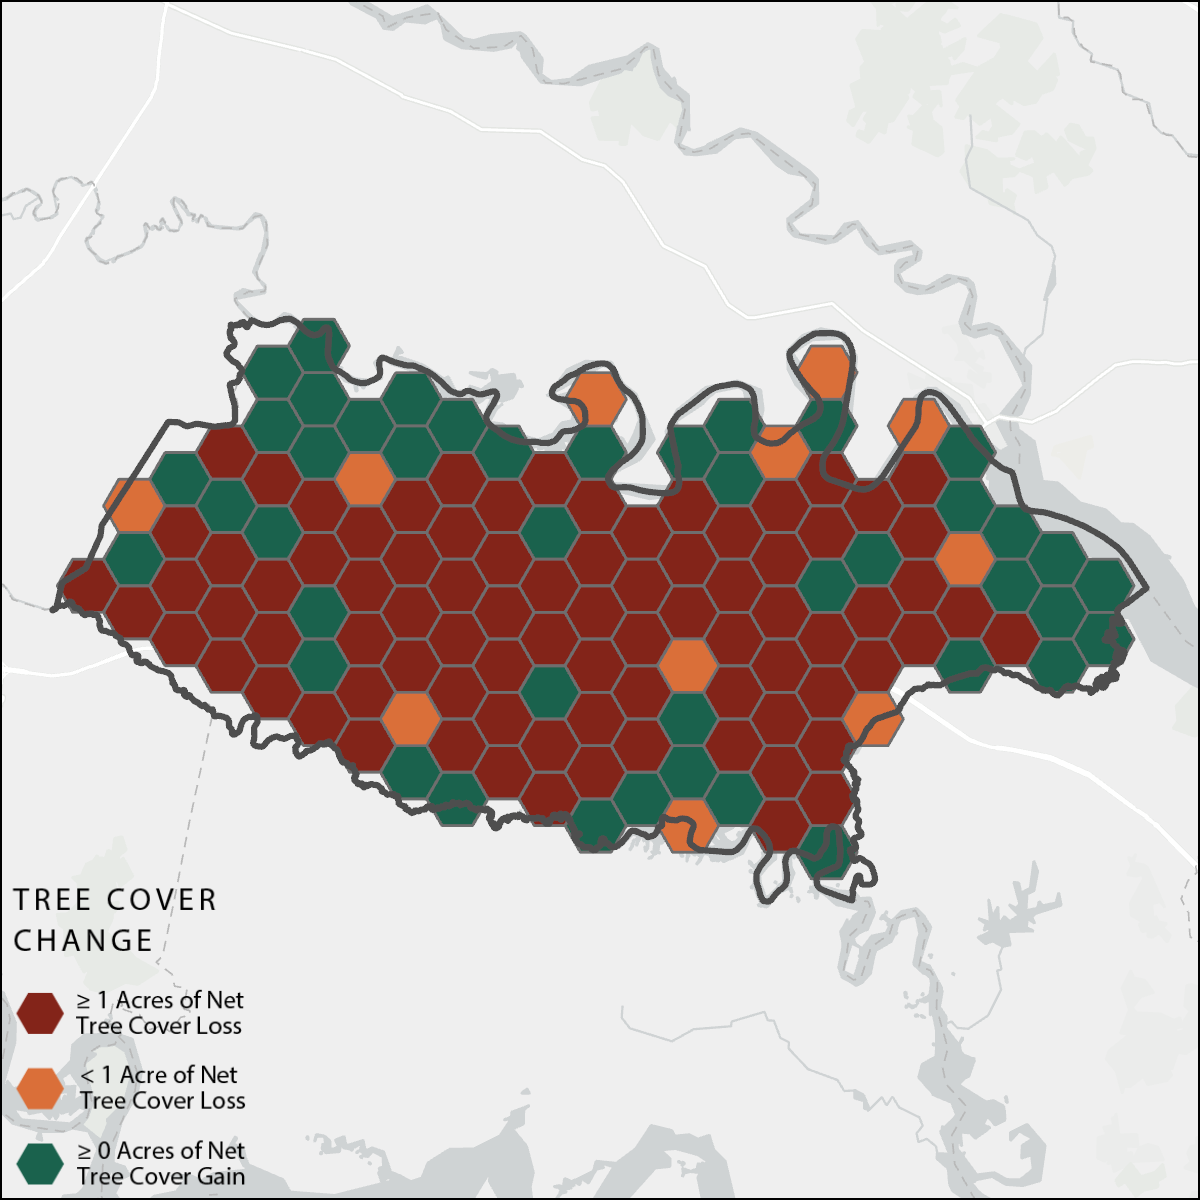 TREE COVER
CHANGE
≥ 1 Acres of Net
Tree Cover Loss
< 1 Acre of Net
Tree Cover Loss
≥ 0 Acres of Net
Tree Cover Gain